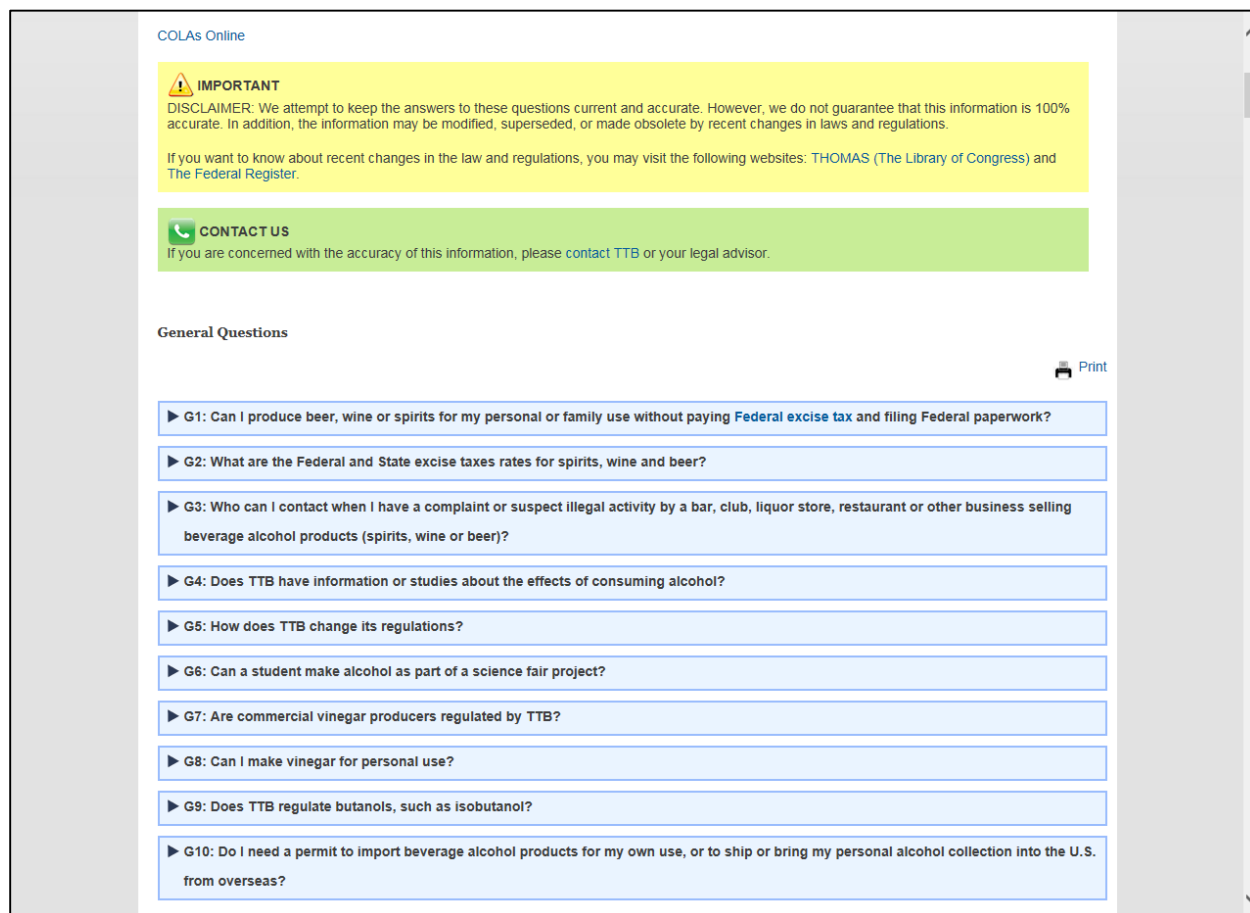 COLAs Online
IMPORTANT
DISCLAIMER: We attempt to keep the answers to these questions current and accurate. However, we do not guarantee that this information is 100%
accurate. In addition, the information may be modified, superseded, or made obsolete by recent changes in laws and regulations.
If you want to know about recent changes in the law and regulations, you may visit the following websites: THOMAS (The Library of Congress) and
The Federal Register.
CONTACT US
If you are concerned with the accuracy of this information, please contact TTB or your legal advisor.
General Questions
Print
G1: Can I produce beer, wine or spirits for my personal or family use without paying Federal excise tax and filing Federal paperwork?
G2: What are the Federal and State excise taxes rates for spirits, wine and beer?
G3: Who can I contact when I have a complaint or suspect illegal activity by a bar, club, liquor store, restaurant or other business selling
beverage alcohol products (spirits, wine or beer)?
G4: Does TTB have information or studies about the effects of consuming alcohol?
G5: How does TTB change its regulations?
G6: Can a student make alcohol as part of a science fair project?
G7: Are commercial vinegar producers regulated by TTB?
G8: Can I make vinegar for personal use?
G9: Does TTB regulate butanols, such as isobutanol?
G10: Do I need a permit to import beverage alcohol products for my own use, or to ship or bring my personal alcohol collection into the U.S.
from overseas?